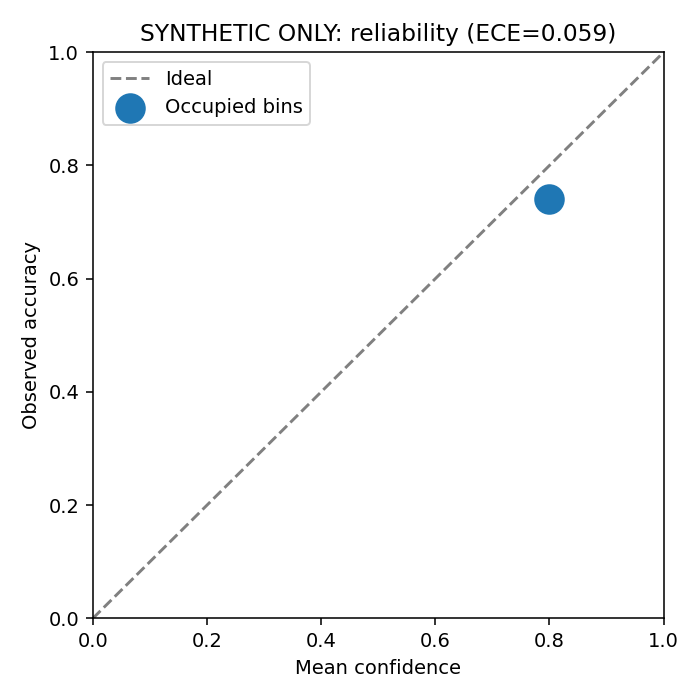 SYNTHETIC ONLY: reliability (ECE=0.059)
Ideal
Occupied bins
1.0
0.8
0.6
0.4
0.2
0.0
Observed accuracy
0.0 0.2 0.4 0.6 0.8 1.0
Mean confidence